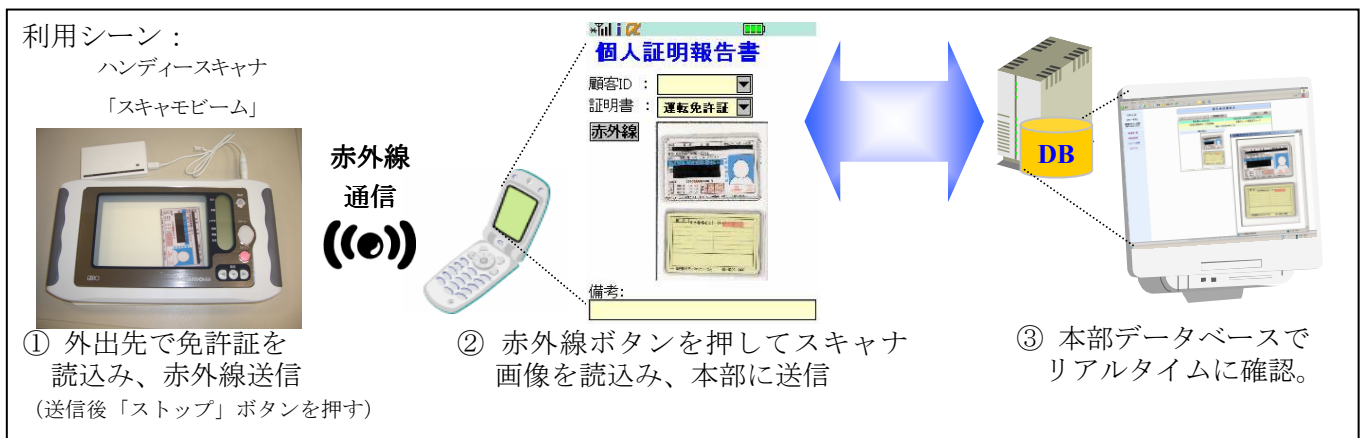 利用シーン：
ハンディースキャナ
「スキャモビーム」
赤外線
通信
((●))
個人証明報告書
顧客ID ：
証明書 ： 運転免許証
赤外線
備考:
DB
① 外出先で免許証を
読込み、赤外線送信
（送信後「ストップ」ボタンを押す）
② 赤外線ボタンを押してスキャナ
画像を読込み、本部に送信
③ 本部データベースで
リアルタイムに確認。